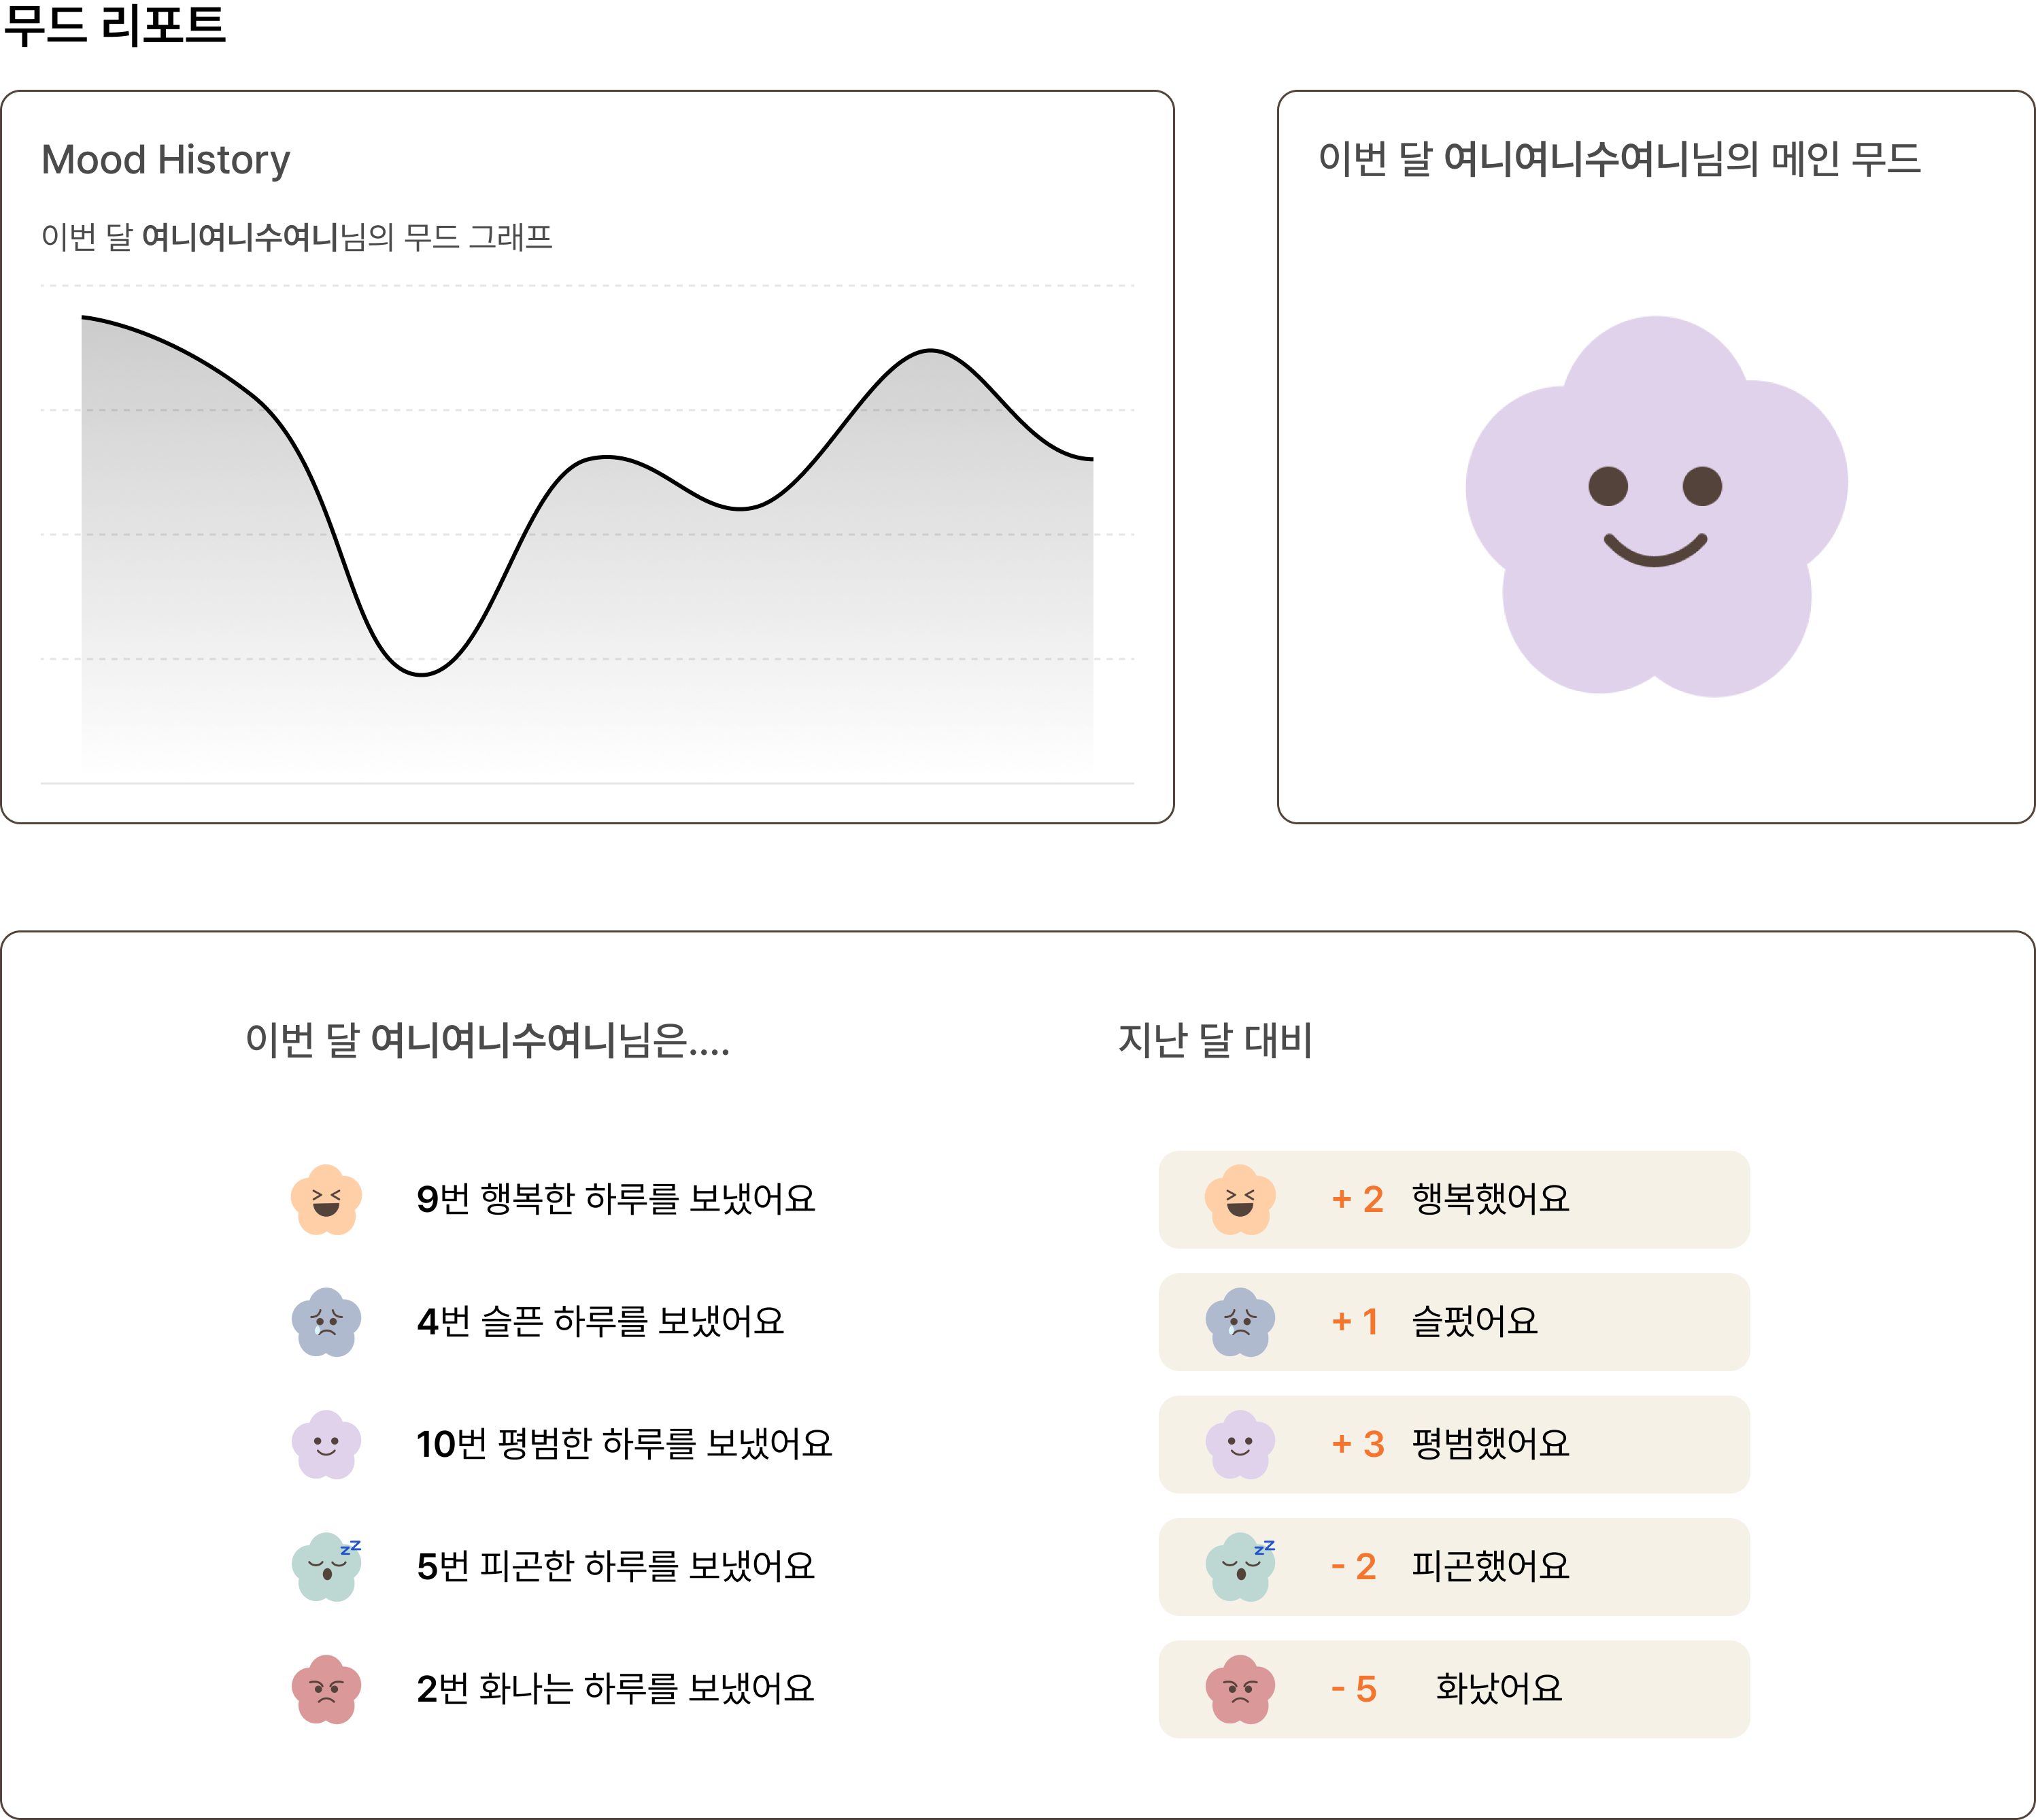 무드 리포트
Mood History
이번 달 여니여니수여니님의 무드 그래프
이번 달 여니여니수여니님의 메인 무드
이번 달 여니여니수여니님은....
지난 달 대비
9번 행복하 하루를 보냈어요
+ 2 행복했어요
4번 슬픈 하루를 보냈어요
+ 1 슬펐어요
10번 평범한 하루를 보냈어요
+ 3 평범했어요
zz
5번 피곤한 하루를 보냈어요
zz
- 2 피곤했어요
2번 화나는 하루를 보냈어요
- 5 화났어요